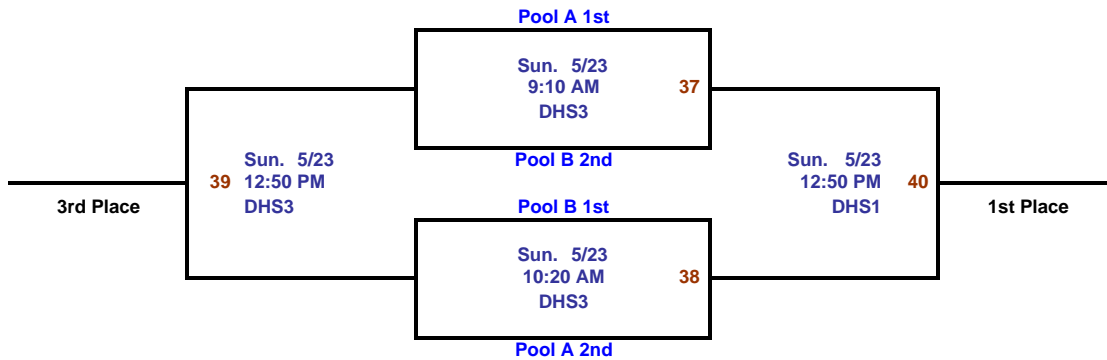 Pool A 1st
Sun. 5/23
9:10 AM
37
DHS3
Pool B 2nd
Sun. 5/23
39 12:50 PM
DHS3
3rd Place
Sun. 5/23
12:50 PM 40
DHS1
1st Place
Pool B 1st
Sun. 5/23
10:20 AM
38
DHS3
Pool A 2nd